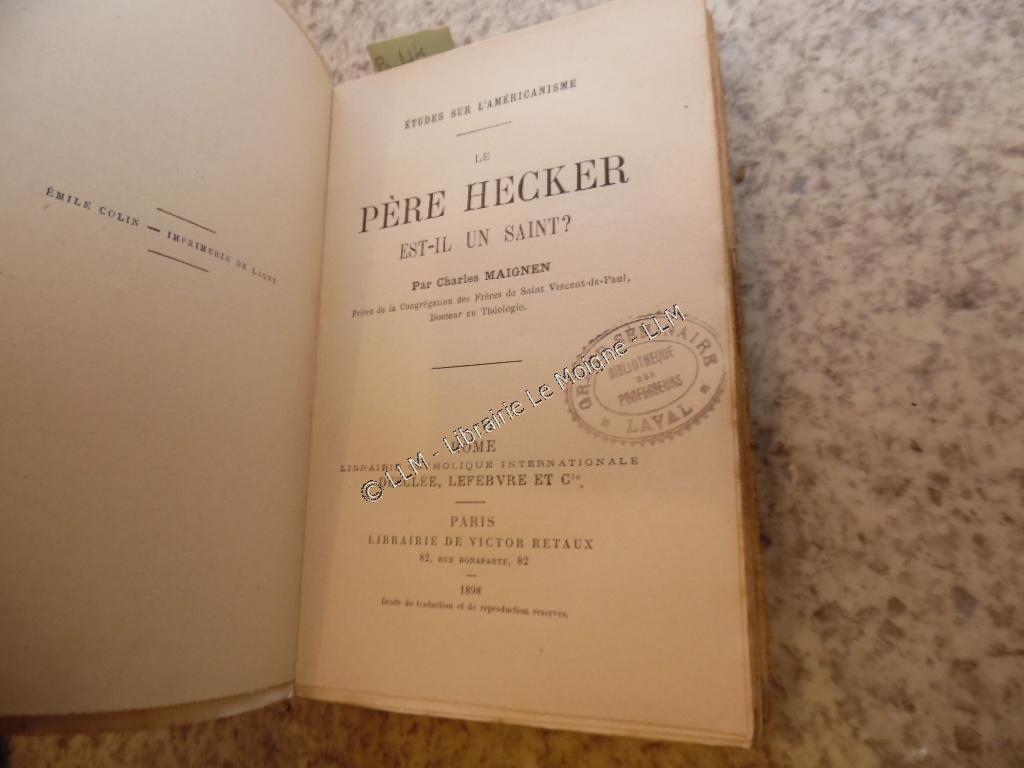 ÉMILE COLIN — IMPRIMERIE DE LAGNY
ÉTUDES SUR L'AMÉRICANISME
LE
PÈRE HECKER
EST-IL UN SAINT?
Par Charles MAIGNEN
Prêtre de la Congrégation des Frères de Saint Vincent-de-Paul,
Docteur en Théologie.
GRAND SÉMINAIRE
BIBLIOTHÈQUE
DES
PROFESSEURS
* LAVAL *
© LLM - Librairie Le Moigne - LLM
ROME
LIBRAIRIE CATHOLIQUE INTERNATIONALE
DESCLÉE, LEFEBVRE ET Cie.
PARIS
LIBRAIRIE DE VICTOR RETAUX
82, RUE BONAPARTE, 82
1898
Droits de traduction et de reproduction réservés.